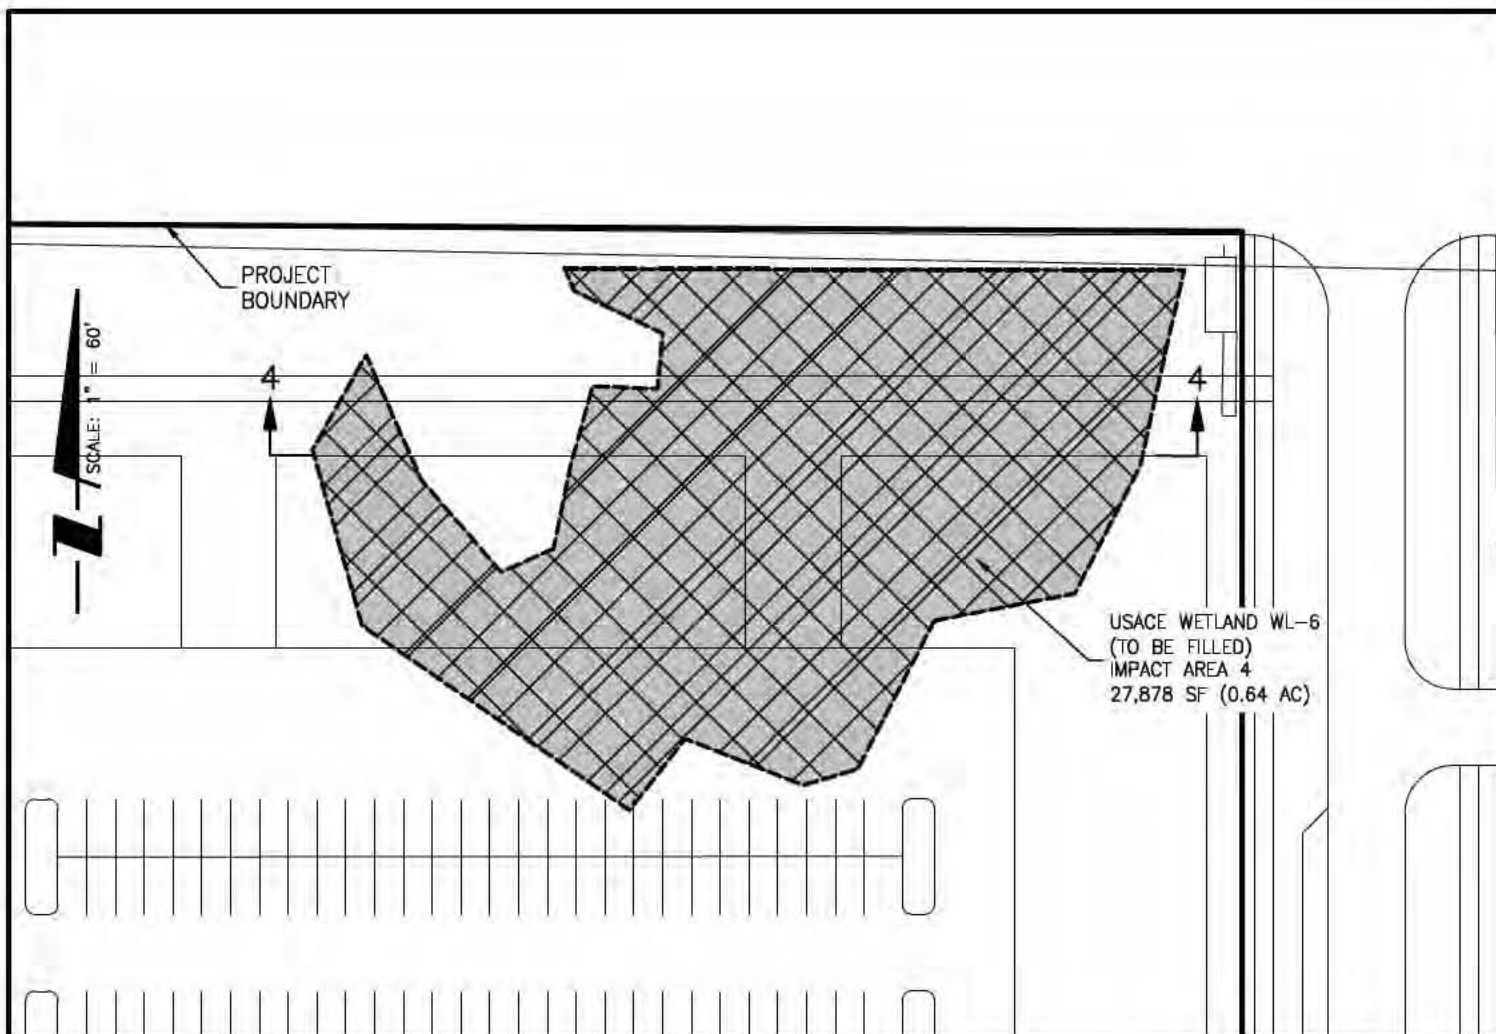 PROJECT
BOUNDARY
SCALE: 1" = 60'
4
4
Z
USACE WETLAND WL-6
(TO BE FILLED)
IMPACT AREA 4
27,878 SF (0.64 AC)